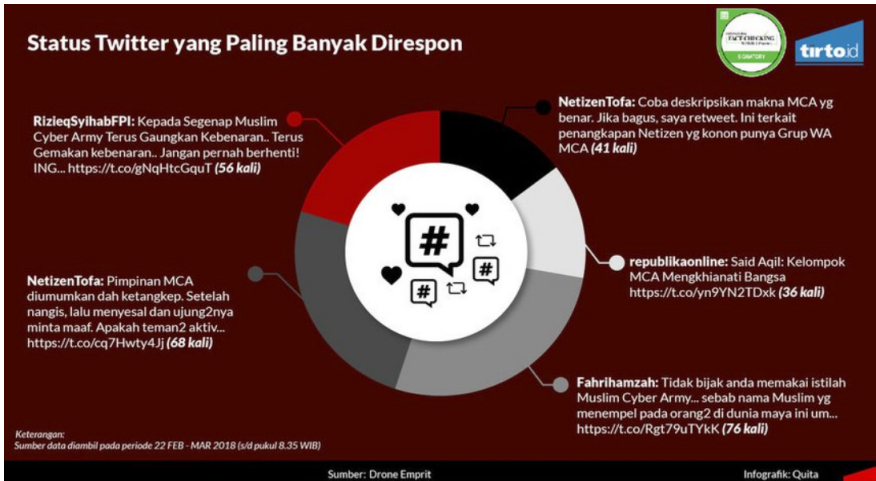 Status Twitter yang Paling Banyak Direspon
FACT-CHECKING
SIGNATORY
tirto.id
RizieqSyihabFPI: Kepada Segenap Muslim
Cyber Army Terus Gaungkan Kebenaran.. Terus
Gemakan kebenaran.. Jangan pernah berhenti!
ING... https://t.co/gNqHtcGquT (56 kali)
NetizenTofa: Coba deskripsikan makna MCA yg
benar. Jika bagus, saya retweet. Ini terkait
penangkapan Netizen yg konon punya Grup WA
MCA (41 kali)
republikaonline: Said Aqil: Kelompok
MCA Mengkhianati Bangsa
https://t.co/yn9YN2TDxk (36 kali)
NetizenTofa: Pimpinan MCA
diumumkan dah ketangkep. Setelah
nangis, lalu menyesal dan ujung2nya
minta maaf. Apakah teman2 aktiv...
https://t.co/cq7Hwty4Jj (68 kali)
Fahrihamzah: Tidak bijak anda memakai istilah
Muslim Cyber Army... sebab nama Muslim yg
menempel pada orang2 di dunia maya ini um...
https://t.co/Rgt79uTYkK (76 kali)
#
#
#
Keterangan:
Sumber data diambil pada periode 22 FEB - MAR 2018 (s/d pukul 8.35 WIB)
Sumber: Drone Emprit
Infografik: Quita